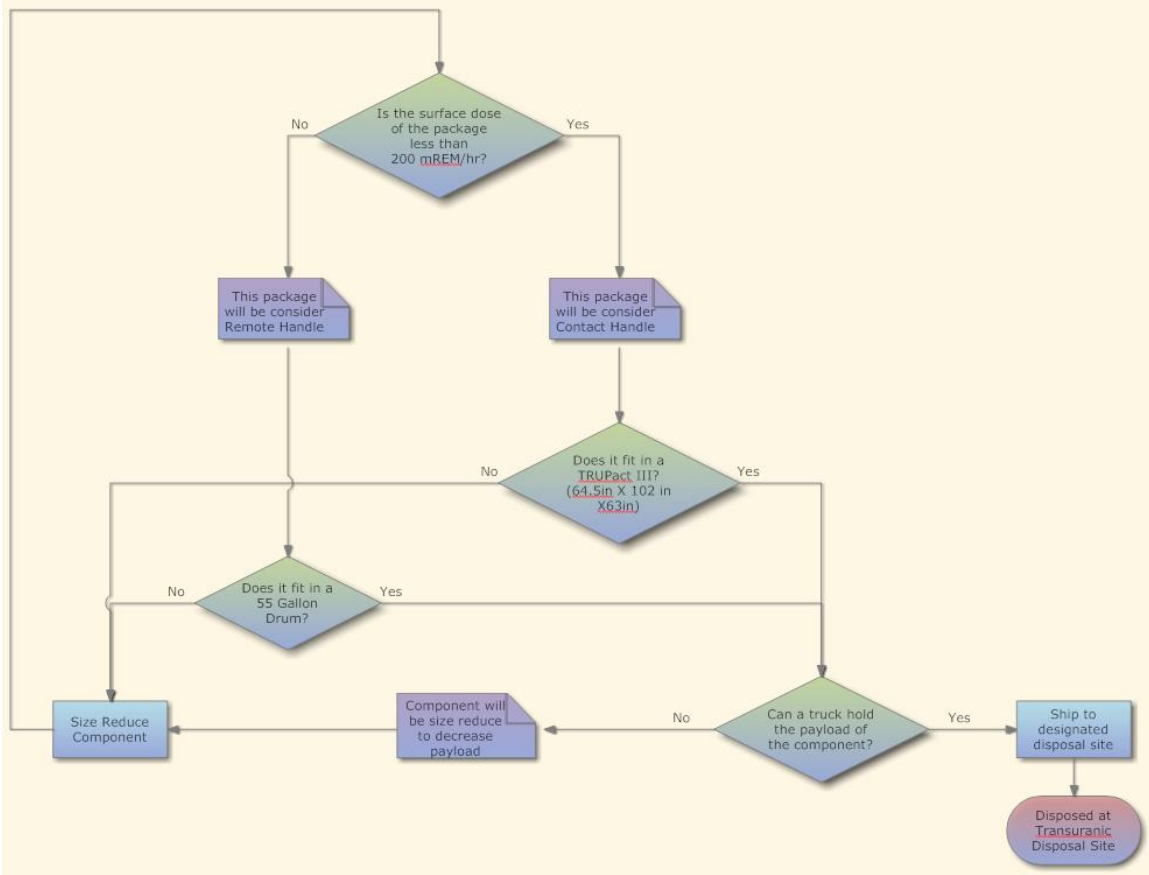 Is the surface dose
of the package
less than
200 mREM/hr?
No
Yes
This package
will be consider
Remote Handle
This package
will be consider
Contact Handle
Does it fit in a
TRUPact III?
(64.5in X 102 in
X63in)
No
Yes
Does it fit in a
55 Gallon
Drum?
No
Yes
Size Reduce
Component
Component will
be size reduce
to decrease
payload
No
Can a truck hold
the payload of
the component?
Yes
Ship to
designated
disposal site
Disposed at
Transuranic
Disposal Site